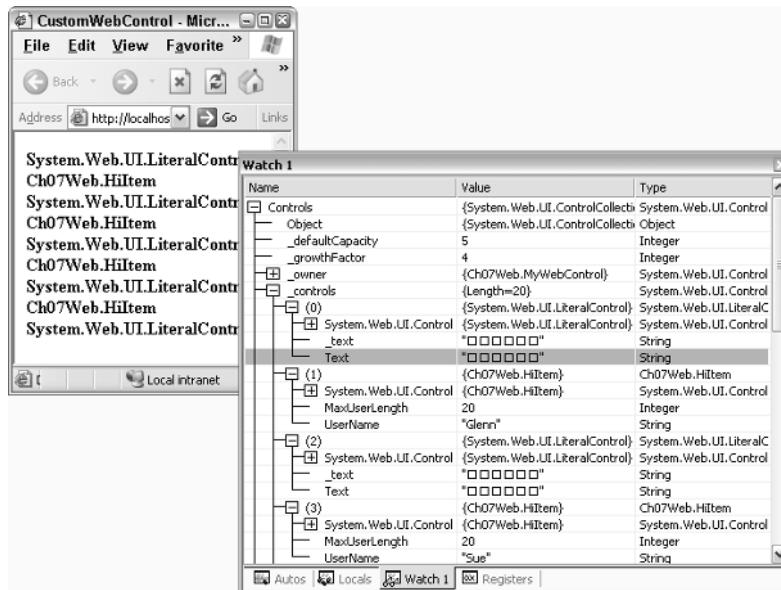 CustomWebControl - Micr...
File Edit View Favorite »
Back »
Address http://localhos Go Links
System.Web.UI.LiteralContr
Ch07Web.HiItem
System.Web.UI.LiteralContr
Ch07Web.HiItem
System.Web.UI.LiteralContr
Ch07Web.HiItem
System.Web.UI.LiteralContr
Ch07Web.HiItem
System.Web.UI.LiteralContr
Local intranet
Watch 1
Name Value Type
Controls {System.Web.UI.ControlCollecti System.Web.UI.Control
Object {System.Web.UI.ControlCollecti Object
_defaultCapacity 5 Integer
_growthFactor 4 Integer
_owner {Ch07Web.MyWebControl} System.Web.UI.Control
_controls {Length=20} System.Web.UI.Control
(0) {System.Web.UI.LiteralControl} System.Web.UI.LiteralC
System.Web.UI.Control {System.Web.UI.LiteralControl} System.Web.UI.Control
_text "□□□□□□" String
Text "□□□□□□" String
(1) {Ch07Web.HiItem} Ch07Web.HiItem
System.Web.UI.Control {Ch07Web.HiItem} System.Web.UI.Control
MaxUserLength 20 Integer
UserName "Glenn" String
(2) {System.Web.UI.LiteralControl} System.Web.UI.LiteralC
System.Web.UI.Control {System.Web.UI.LiteralControl} System.Web.UI.Control
_text "□□□□□□" String
Text "□□□□□□" String
(3) {Ch07Web.HiItem} Ch07Web.HiItem
System.Web.UI.Control {Ch07Web.HiItem} System.Web.UI.Control
MaxUserLength 20 Integer
UserName "Sue" String
Autos Locals Watch 1 Registers